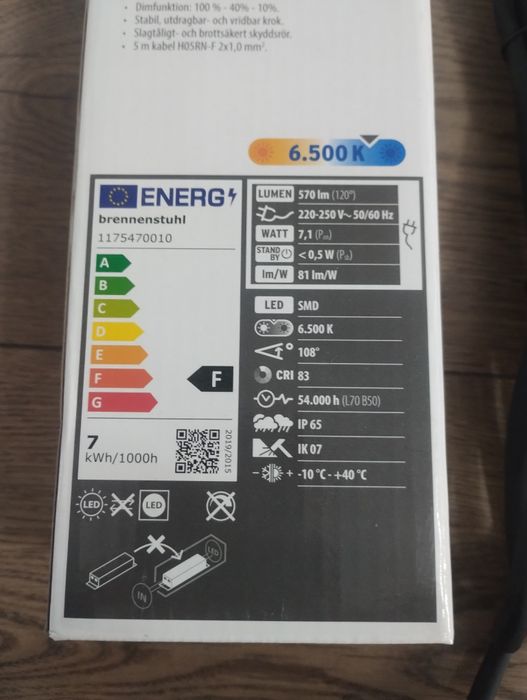 • Dimfunktion: 100 % - 40% - 10%.
• Stabil, utdragbar- och vridbar krok.
• Slagtåligt- och brottsäkert skyddsrör.
• 5 m kabel H05RN-F 2x1,0 mm².
6.500 K
ENERG
brennenstuhl
1175470010
A
B
C
D
E
F
G
F
7
kWh/1000h
2019/2015
LUMEN 570 lm (120°)
220-250 V~ 50/60 Hz
WATT 7,1 (Pon)
STAND BY < 0,5 W (Psb)
lm/W 81 lm/W
LED SMD
6.500 K
108°
CRI 83
54.000 h (L70 B50)
IP 65
IK 07
- + -10 °C - +40 °C
LED LED
LED
IN